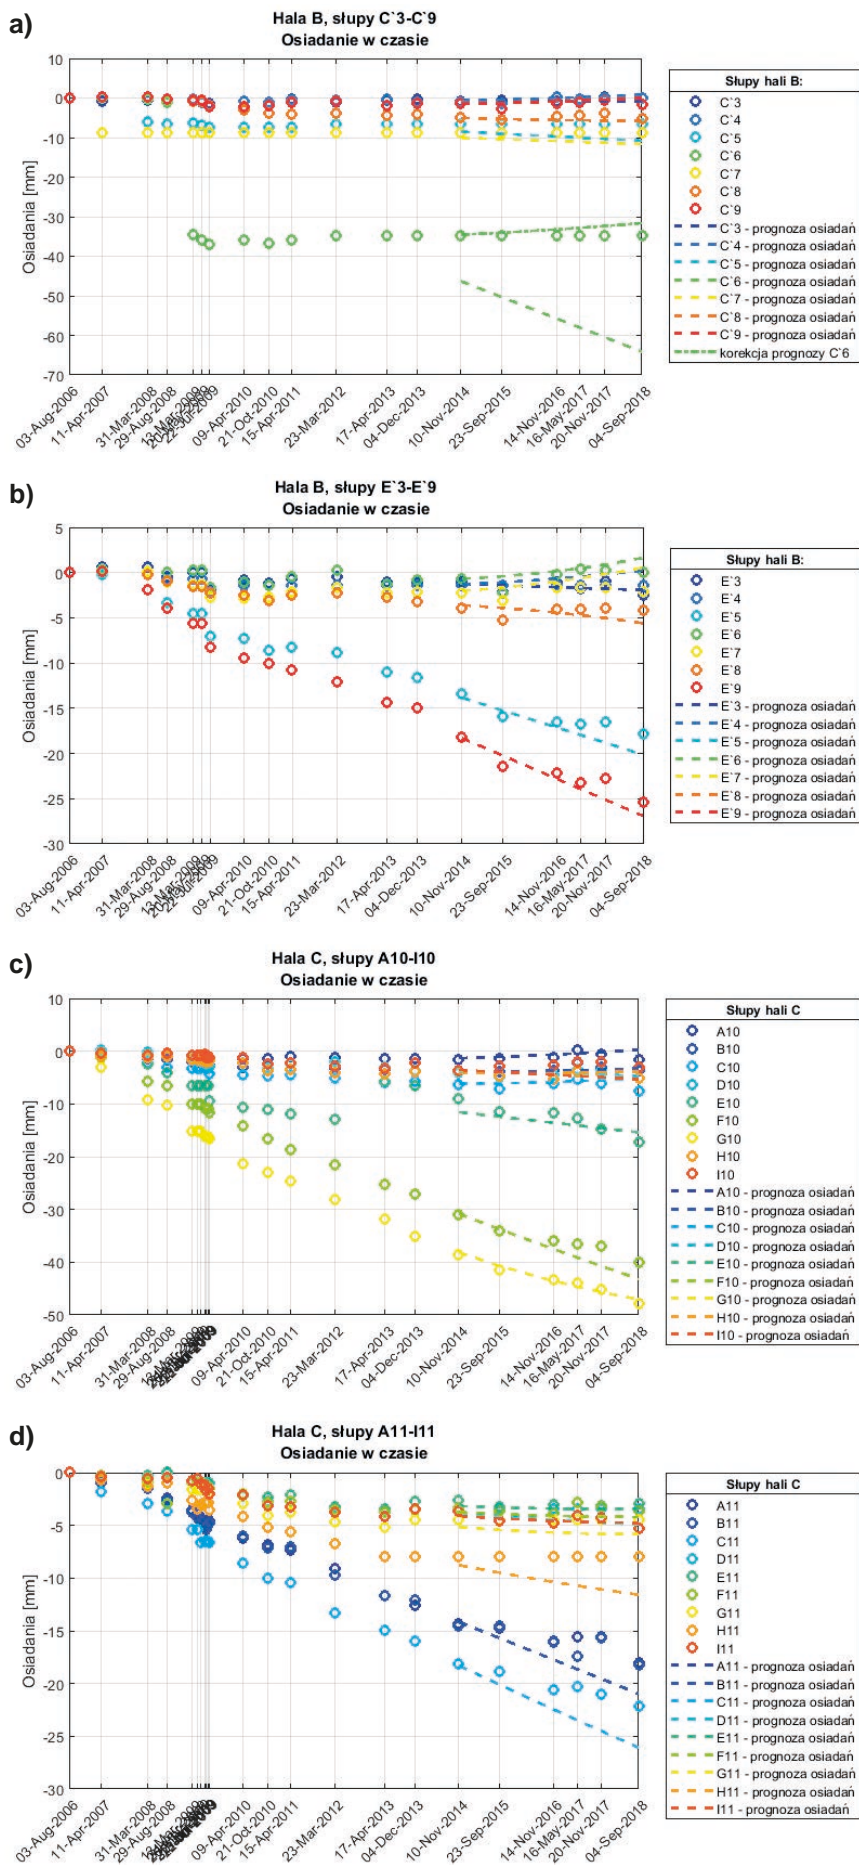 a)
Hala B, słupy C`3-C`9
Osiadanie w czasie
Osiadania [mm]
10
0
-10
-20
-30
-40
-50
-60
-70
03-Aug-2006
11-Apr-2007
31-Mar-2008
29-Aug-2008
09-Apr-2010
21-Oct-2010
15-Apr-2011
23-Mar-2012
17-Apr-2013
04-Dec-2013
10-Nov-2014
23-Sep-2015
14-Nov-2016
16-May-2017
20-Nov-2017
04-Sep-2018
Słupy hali B:
C`3
C`4
C`5
C`6
C`7
C`8
C`9
C`3 - prognoza osiadań
C`4 - prognoza osiadań
C`5 - prognoza osiadań
C`6 - prognoza osiadań
C`7 - prognoza osiadań
C`8 - prognoza osiadań
C`9 - prognoza osiadań
korekcja prognozy C`6
b)
Hala B, słupy E`3-E`9
Osiadanie w czasie
Osiadania [mm]
5
0
-5
-10
-15
-20
-25
-30
03-Aug-2006
11-Apr-2007
31-Mar-2008
29-Aug-2008
09-Apr-2010
21-Oct-2010
15-Apr-2011
23-Mar-2012
17-Apr-2013
04-Dec-2013
10-Nov-2014
23-Sep-2015
14-Nov-2016
16-May-2017
20-Nov-2017
04-Sep-2018
Słupy hali B:
E`3
E`4
E`5
E`6
E`7
E`8
E`9
E`3 - prognoza osiadań
E`4 - prognoza osiadań
E`5 - prognoza osiadań
E`6 - prognoza osiadań
E`7 - prognoza osiadań
E`8 - prognoza osiadań
E`9 - prognoza osiadań
c)
Hala C, słupy A10-I10
Osiadanie w czasie
Osiadania [mm]
10
0
-10
-20
-30
-40
-50
03-Aug-2006
11-Apr-2007
31-Mar-2008
29-Aug-2008
09-Apr-2010
21-Oct-2010
15-Apr-2011
23-Mar-2012
17-Apr-2013
04-Dec-2013
10-Nov-2014
23-Sep-2015
14-Nov-2016
16-May-2017
20-Nov-2017
04-Sep-2018
Słupy hali C
A10
B10
C10
D10
E10
F10
G10
H10
I10
A10 - prognoza osiadań
B10 - prognoza osiadań
C10 - prognoza osiadań
D10 - prognoza osiadań
E10 - prognoza osiadań
F10 - prognoza osiadań
G10 - prognoza osiadań
H10 - prognoza osiadań
I10 - prognoza osiadań
d)
Hala C, słupy A11-I11
Osiadanie w czasie
Osiadania [mm]
0
-5
-10
-15
-20
-25
-30
03-Aug-2006
11-Apr-2007
31-Mar-2008
29-Aug-2008
09-Apr-2010
21-Oct-2010
15-Apr-2011
23-Mar-2012
17-Apr-2013
04-Dec-2013
10-Nov-2014
23-Sep-2015
14-Nov-2016
16-May-2017
20-Nov-2017
04-Sep-2018
Słupy hali C
A11
B11
C11
D11
E11
F11
G11
H11
I11
A11 - prognoza osiadań
B11 - prognoza osiadań
C11 - prognoza osiadań
D11 - prognoza osiadań
E11 - prognoza osiadań
F11 - prognoza osiadań
G11 - prognoza osiadań
H11 - prognoza osiadań
I11 - prognoza osiadań